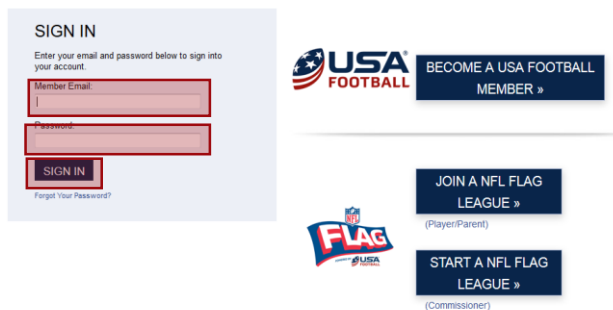 SIGN IN
Enter your email and password below to sign into
your account.
Member Email:
Password:
SIGN IN
Forgot Your Password?
USA
FOOTBALL
BECOME A USA FOOTBALL
MEMBER »
JOIN A NFL FLAG
LEAGUE »
(Player/Parent)
NFL
FLAG
USA
FOOTBALL
START A NFL FLAG
LEAGUE »
(Commissioner)